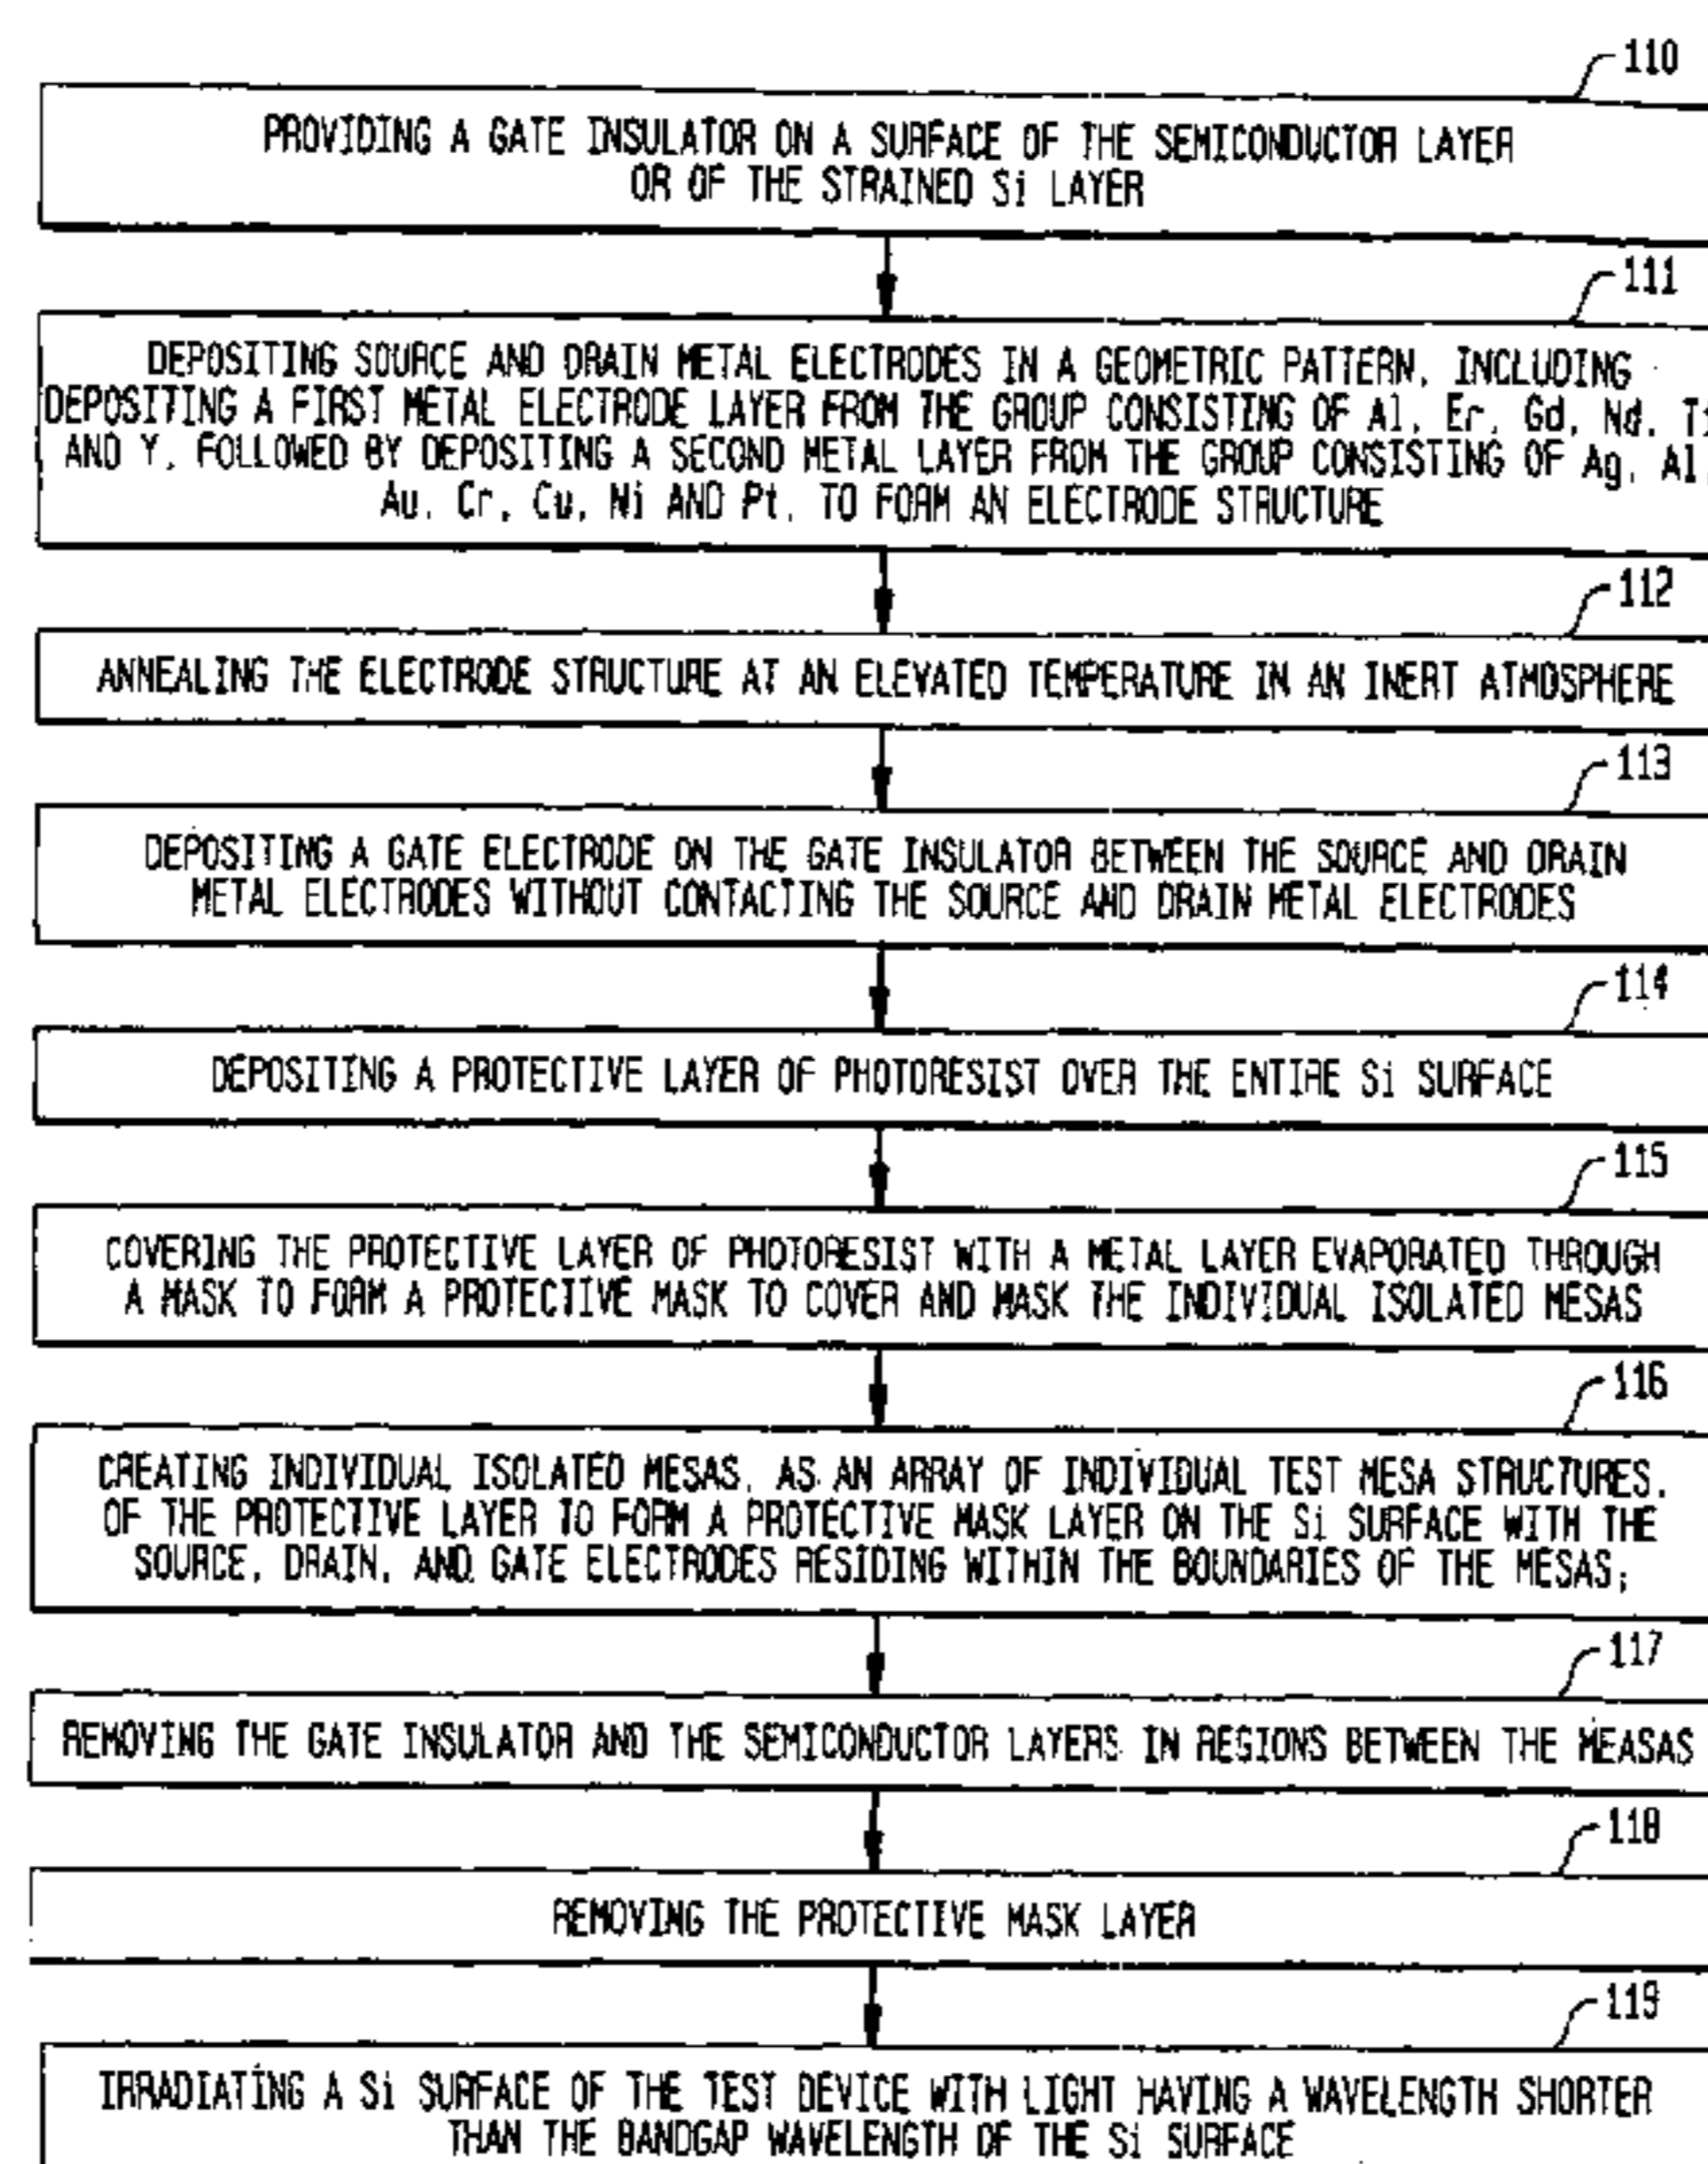 110
PROVIDING A GATE INSULATOR ON A SURFACE OF THE SEMICONDUCTOR LAYER
OR OF THE STRAINED Si LAYER
111
DEPOSITING SOURCE AND DRAIN METAL ELECTRODES IN A GEOMETRIC PATTERN, INCLUDING
DEPOSITING A FIRST METAL ELECTRODE LAYER FROM THE GROUP CONSISTING OF Al, Er, Gd, Nd, Ti
AND Y, FOLLOWED BY DEPOSITING A SECOND METAL LAYER FROM THE GROUP CONSISTING OF Ag, Al,
Au, Cr, Cu, Ni AND Pt, TO FORM AN ELECTRODE STRUCTURE
112
ANNEALING THE ELECTRODE STRUCTURE AT AN ELEVATED TEMPERATURE IN AN INERT ATMOSPHERE
113
DEPOSITING A GATE ELECTRODE ON THE GATE INSULATOR BETWEEN THE SOURCE AND DRAIN
METAL ELECTRODES WITHOUT CONTACTING THE SOURCE AND DRAIN METAL ELECTRODES
114
DEPOSITING A PROTECTIVE LAYER OF PHOTORESIST OVER THE ENTIRE Si SURFACE
115
COVERING THE PROTECTIVE LAYER OF PHOTORESIST WITH A METAL LAYER EVAPORATED THROUGH
A MASK TO FORM A PROTECTIVE MASK TO COVER AND MASK THE INDIVIDUAL ISOLATED MESAS
116
CREATING INDIVIDUAL ISOLATED MESAS, AS AN ARRAY OF INDIVIDUAL TEST MESA STRUCTURES,
OF THE PROTECTIVE LAYER TO FORM A PROTECTIVE MASK LAYER ON THE Si SURFACE WITH THE
SOURCE, DRAIN, AND GATE ELECTRODES RESIDING WITHIN THE BOUNDARIES OF THE MESAS;
117
REMOVING THE GATE INSULATOR AND THE SEMICONDUCTOR LAYERS IN REGIONS BETWEEN THE MEASAS
118
REMOVING THE PROTECTIVE MASK LAYER
119
IRRADIATING A Si SURFACE OF THE TEST DEVICE WITH LIGHT HAVING A WAVELENGTH SHORTER
THAN THE BANDGAP WAVELENGTH OF THE Si SURFACE